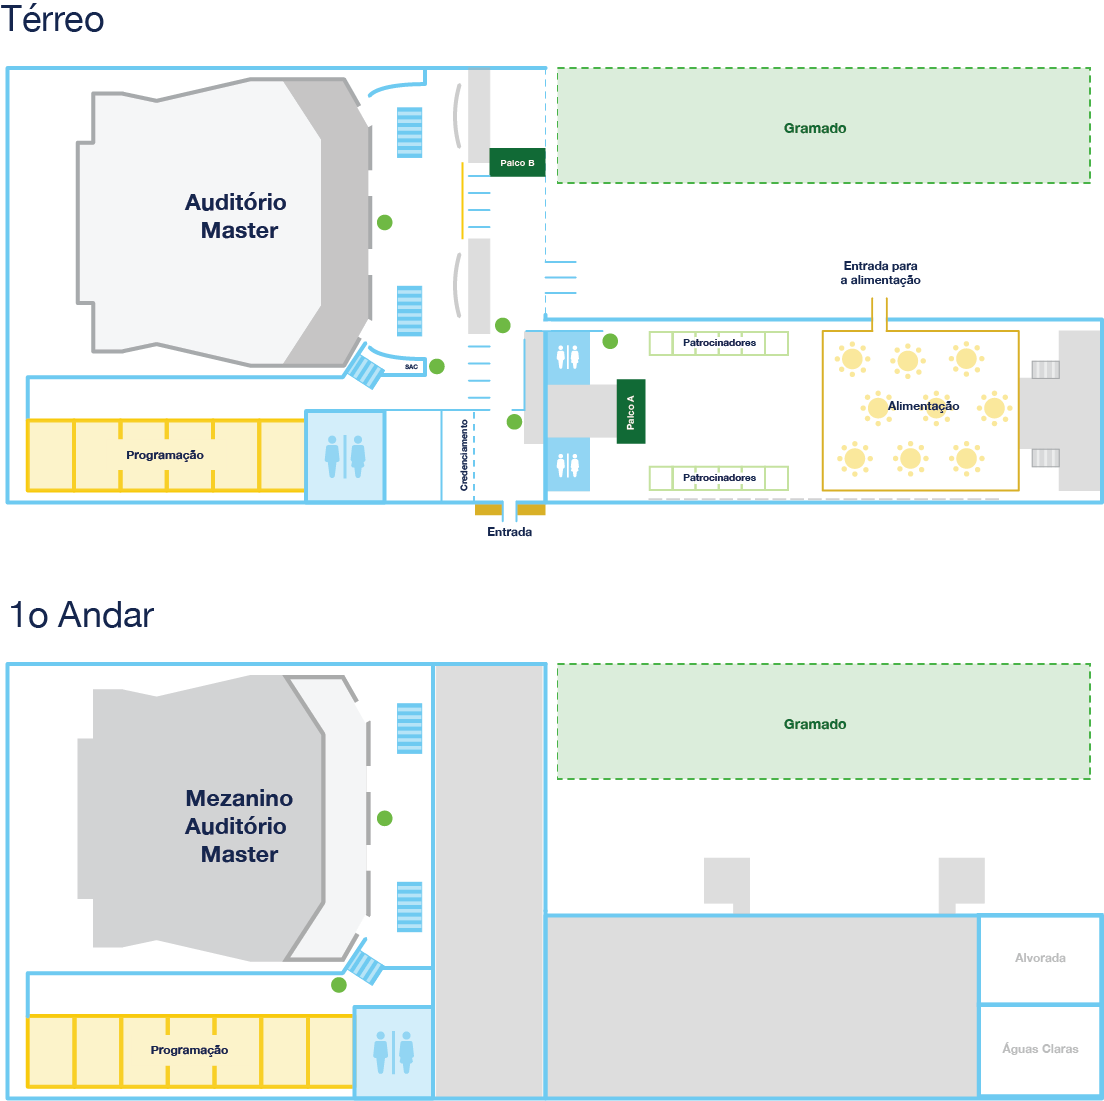 Térreo
Gramado
Palco B
Auditório
Master
Entrada para
a alimentação
Patrocinadores
SAC
Palco A
Alimentação
Programação
Credenciamento
Patrocinadores
Entrada
1o Andar
Gramado
Mezanino
Auditório
Master
Alvorada
Programação
Águas Claras